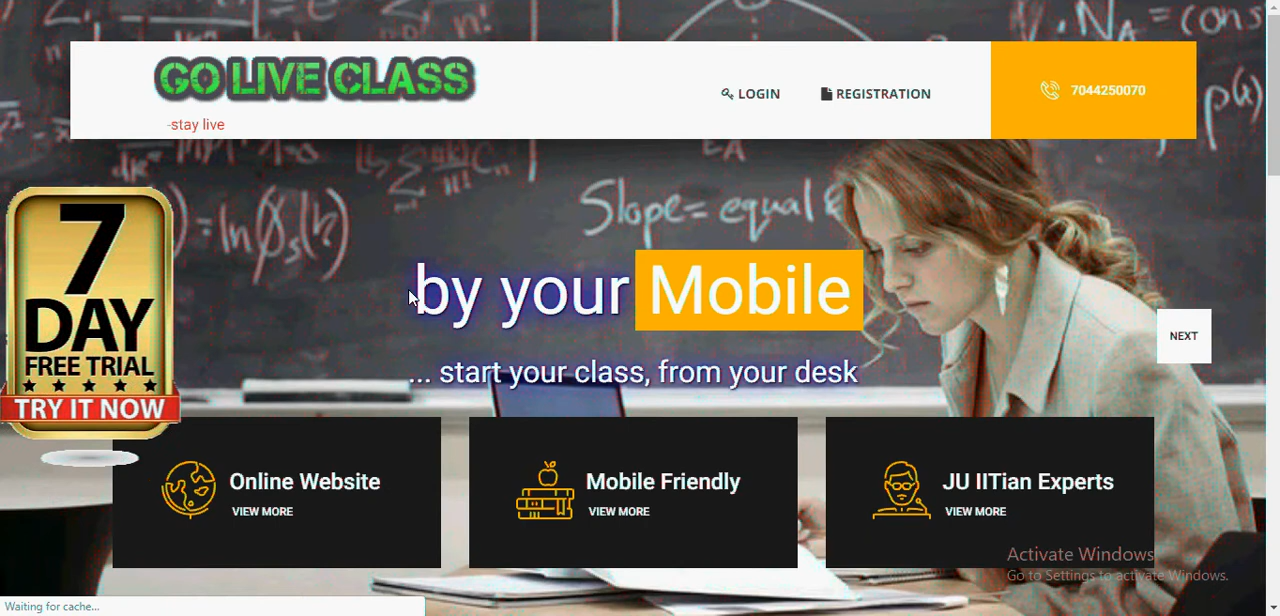 GO LIVE CLASS
-stay live
LOGIN
REGISTRATION
7044250070
Slope= equal
7
DAY
FREE TRIAL
TRY IT NOW
by your Mobile
... start your class, from your desk
NEXT
Online Website
VIEW MORE
Mobile Friendly
VIEW MORE
JU IITian Experts
VIEW MORE
Activate Windows
Go to Settings to activate Windows.
Waiting for cache...